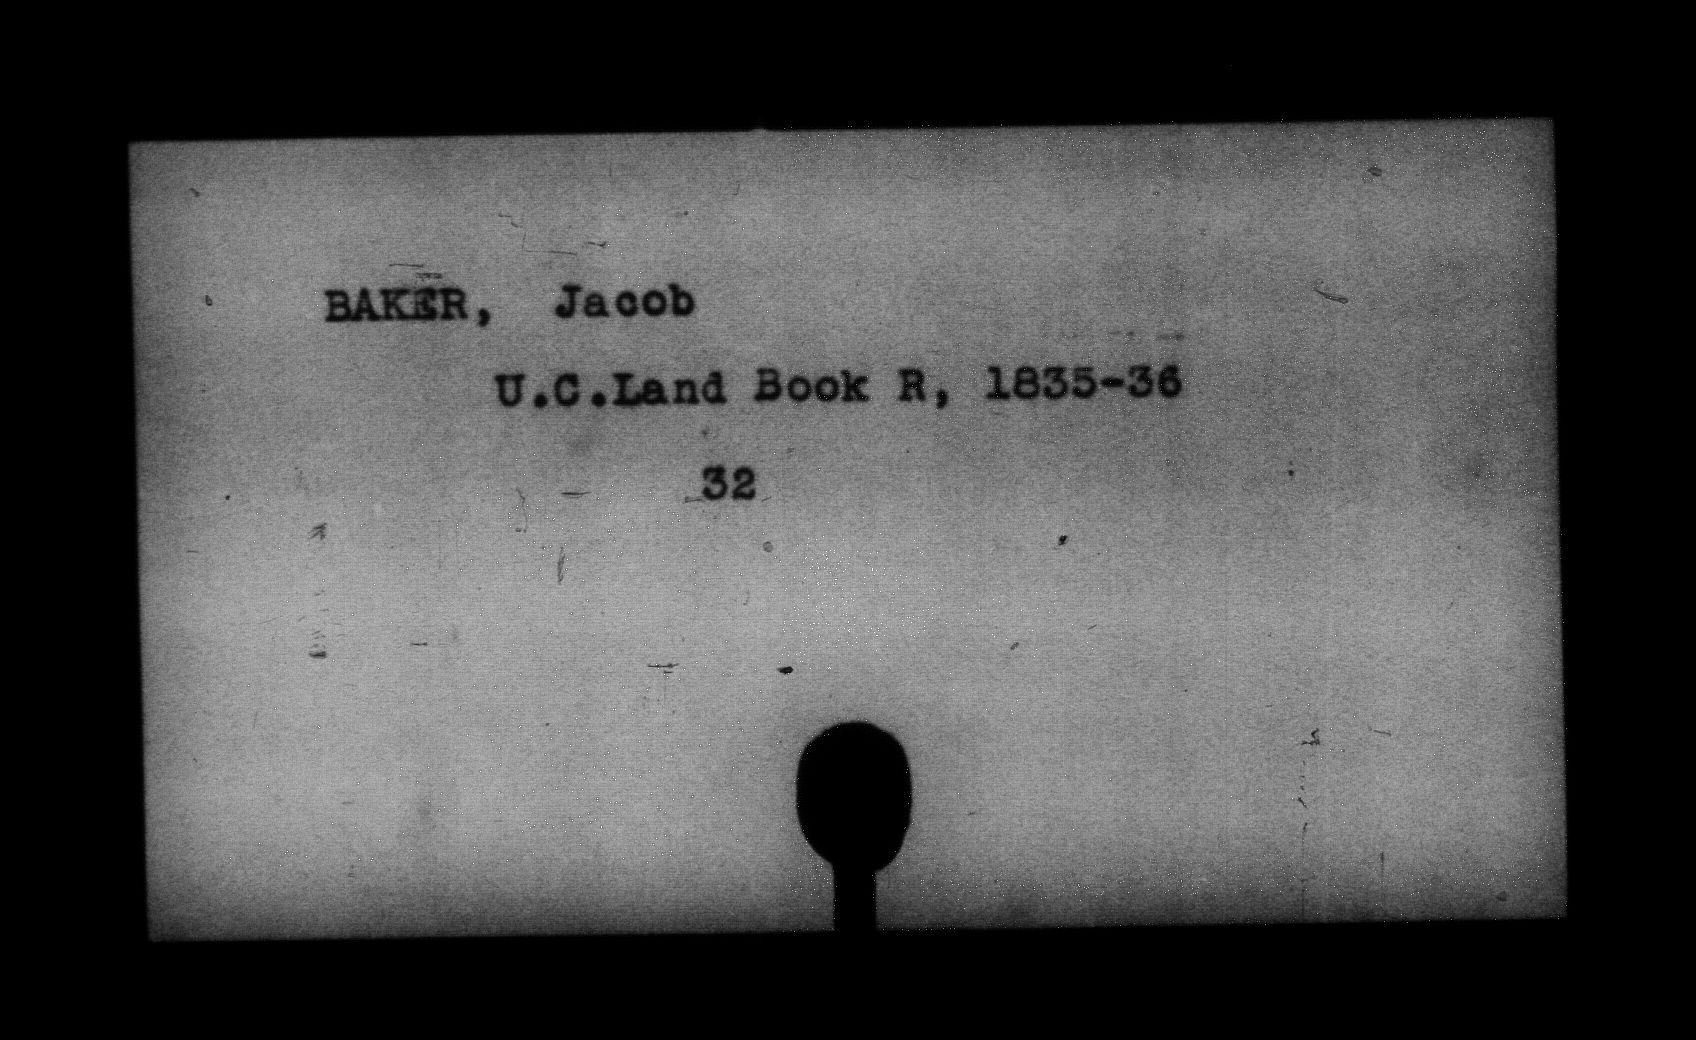 BAKER, Jacob
U.C.Land Book R, 1835-36
32